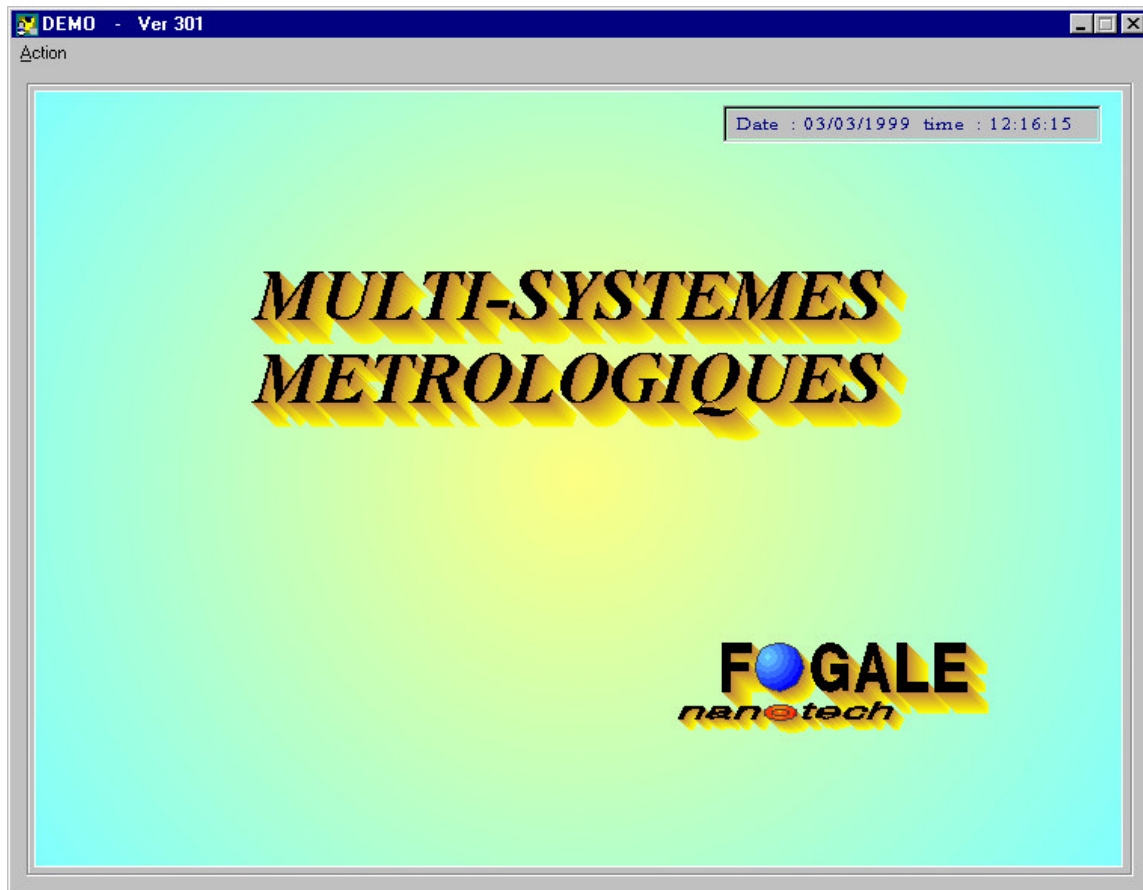 DEMO - Ver 301
Action
Date : 03/03/1999 time : 12:16:15
MULTI-SYSTEMES
METROLOGIQUES
FOGALE
nanotech